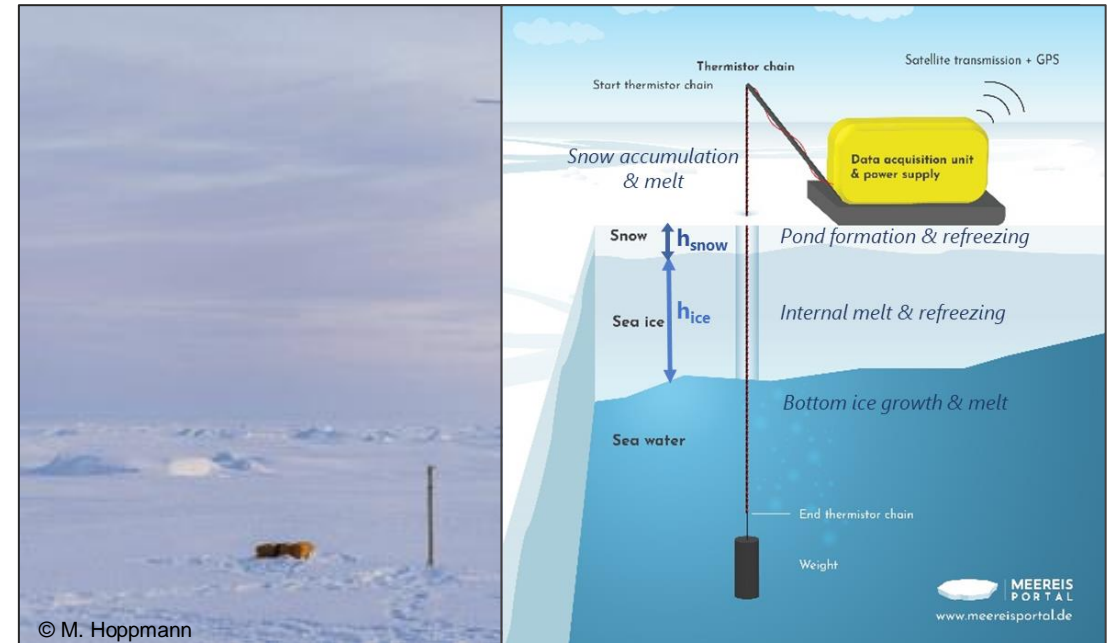 © M. Hoppmann
Thermistor chain
Start thermistor chain
Satellite transmission + GPS
Snow accumulation
& melt
Data acquisition unit
& power supply
Snow
h_snow
Pond formation & refreezing
Sea ice
h_ice
Internal melt & refreezing
Bottom ice growth & melt
Sea water
End thermistor chain
Weight
MEEREIS
PORTAL
www.meereisportal.de